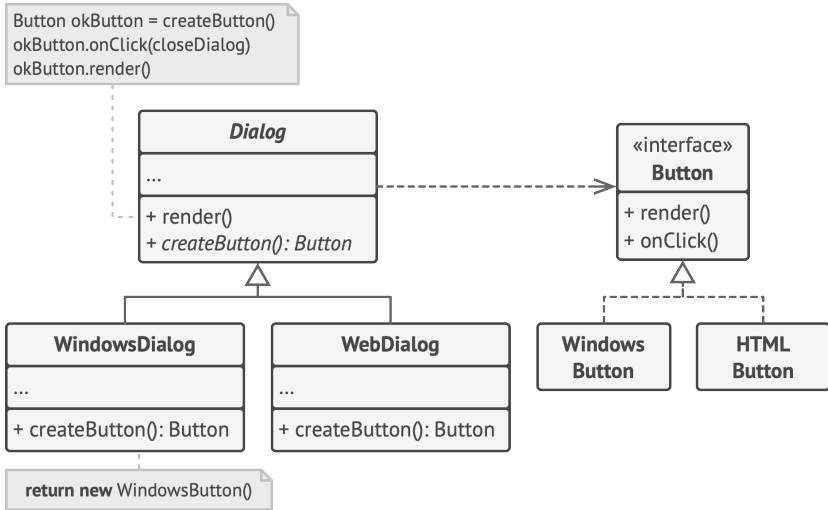 Button okButton = createButton()
okButton.onClick(closeDialog)
okButton.render()
Dialog
...
+ render()
+ createButton(): Button
«interface»
Button
+ render()
+ onClick()
WindowsDialog
...
+ createButton(): Button
WebDialog
...
+ createButton(): Button
Windows
Button
HTML
Button
return new WindowsButton()